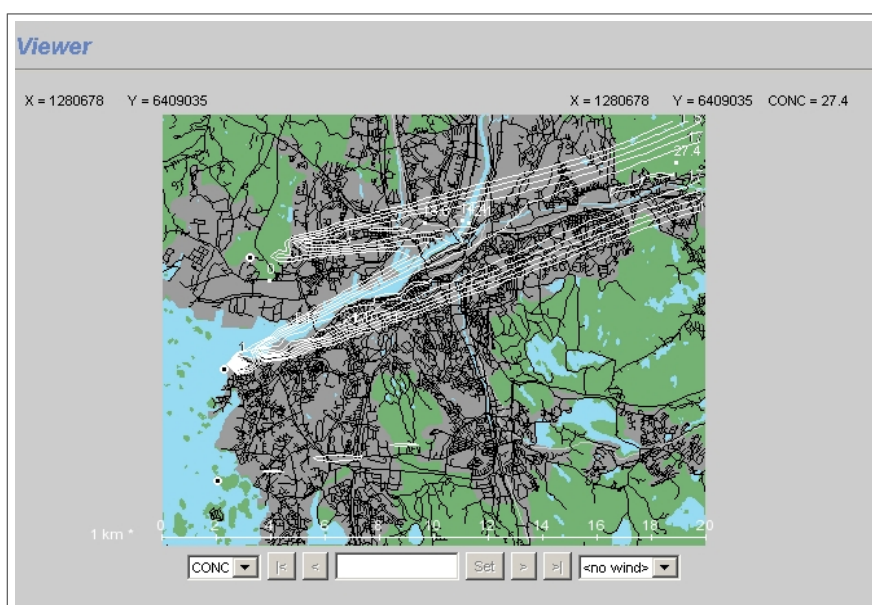 Viewer
X = 1280678 Y = 6409035 X = 1280678 Y = 6409035 CONC = 27.4
27.4
1 km * 0 2 4 6 8 10 12 14 16 18 20
CONC |< < Set > >| <no wind>